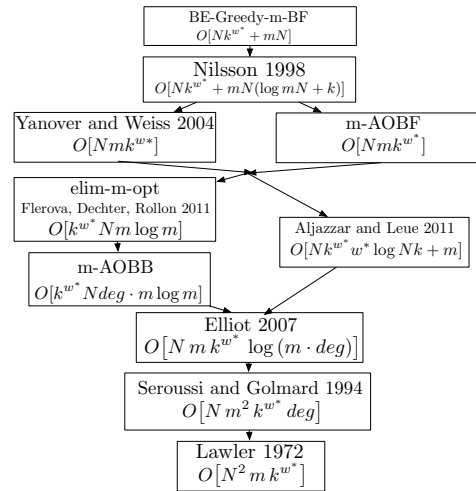 BE-Greedy-m-BF
O[Nk^{w^*} + mN]
Nilsson 1998
O[Nk^{w^*} + mN(log mN + k)]
Yanover and Weiss 2004
O[Nmk^{w*}]
m-AOBF
O[Nmk^{w^*}]
elim-m-opt
Flerova, Dechter, Rollon 2011
O[k^{w^*} Nm log m]
Aljazzar and Leue 2011
O[Nk^{w^*} w^* log Nk + m]
m-AOBB
O[k^{w^*} Ndeg · m log m]
Elliot 2007
O[N m k^{w^*} log (m · deg)]
Seroussi and Golmard 1994
O[N m^2 k^{w^*} deg]
Lawler 1972
O[N^2 m k^{w^*}]